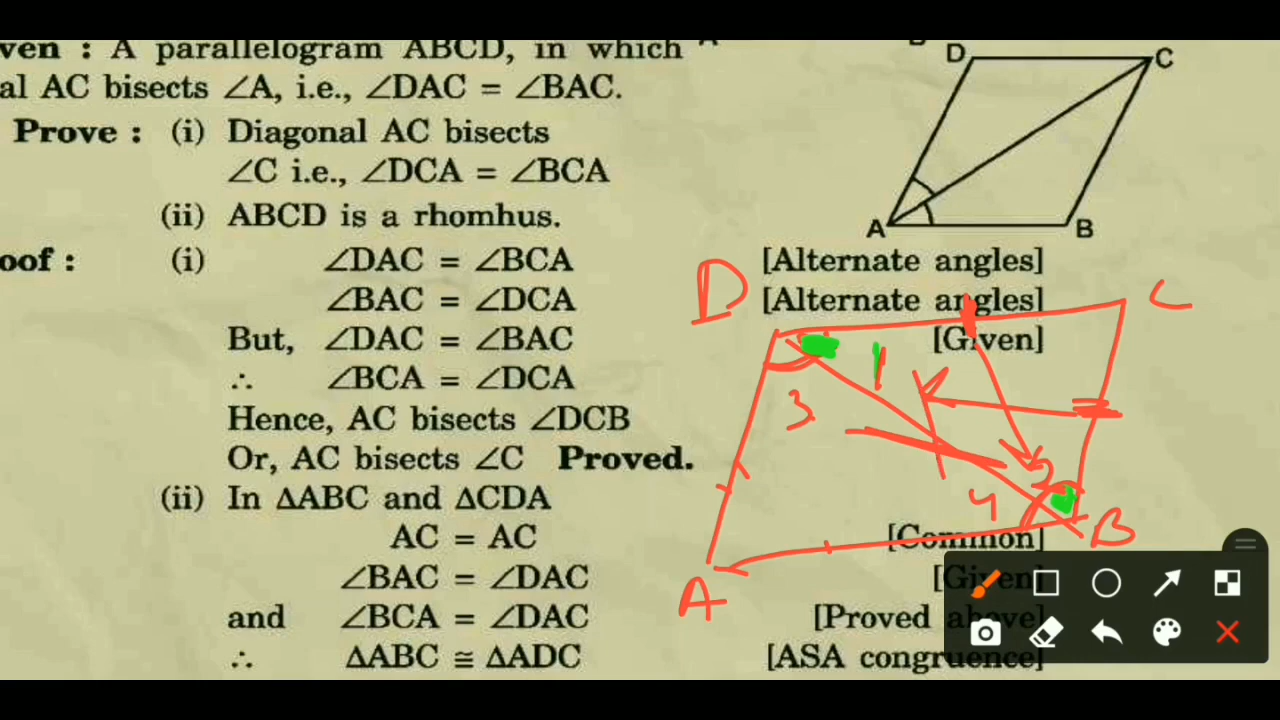 ven : A parallelogram ABCD, in which
al AC bisects ∠A, i.e., ∠DAC = ∠BAC.
Prove : (i) Diagonal AC bisects
∠C i.e., ∠DCA = ∠BCA
(ii) ABCD is a rhomhus.
oof : (i) ∠DAC = ∠BCA [Alternate angles]
∠BAC = ∠DCA [Alternate angles]
But, ∠DAC = ∠BAC [Given]
∴ ∠BCA = ∠DCA
Hence, AC bisects ∠DCB
Or, AC bisects ∠C Proved.
(ii) In ΔABC and ΔCDA
AC = AC [Common]
∠BAC = ∠DAC [Given]
and ∠BCA = ∠DAC [Proved above]
∴ ΔABC ≅ ΔADC [ASA congruence]
D C
A B
D C
1
3
2
4
A B